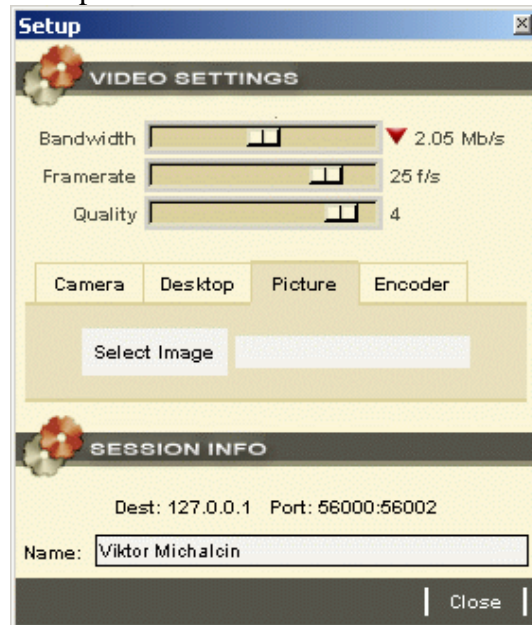 Setup
VIDEO SETTINGS
Bandwidth 2.05 Mb/s
Framerate 25 f/s
Quality 4
Camera Desktop Picture Encoder
Select Image
SESSION INFO
Dest: 127.0.0.1 Port: 56000:56002
Name: Viktor Michalcin
Close